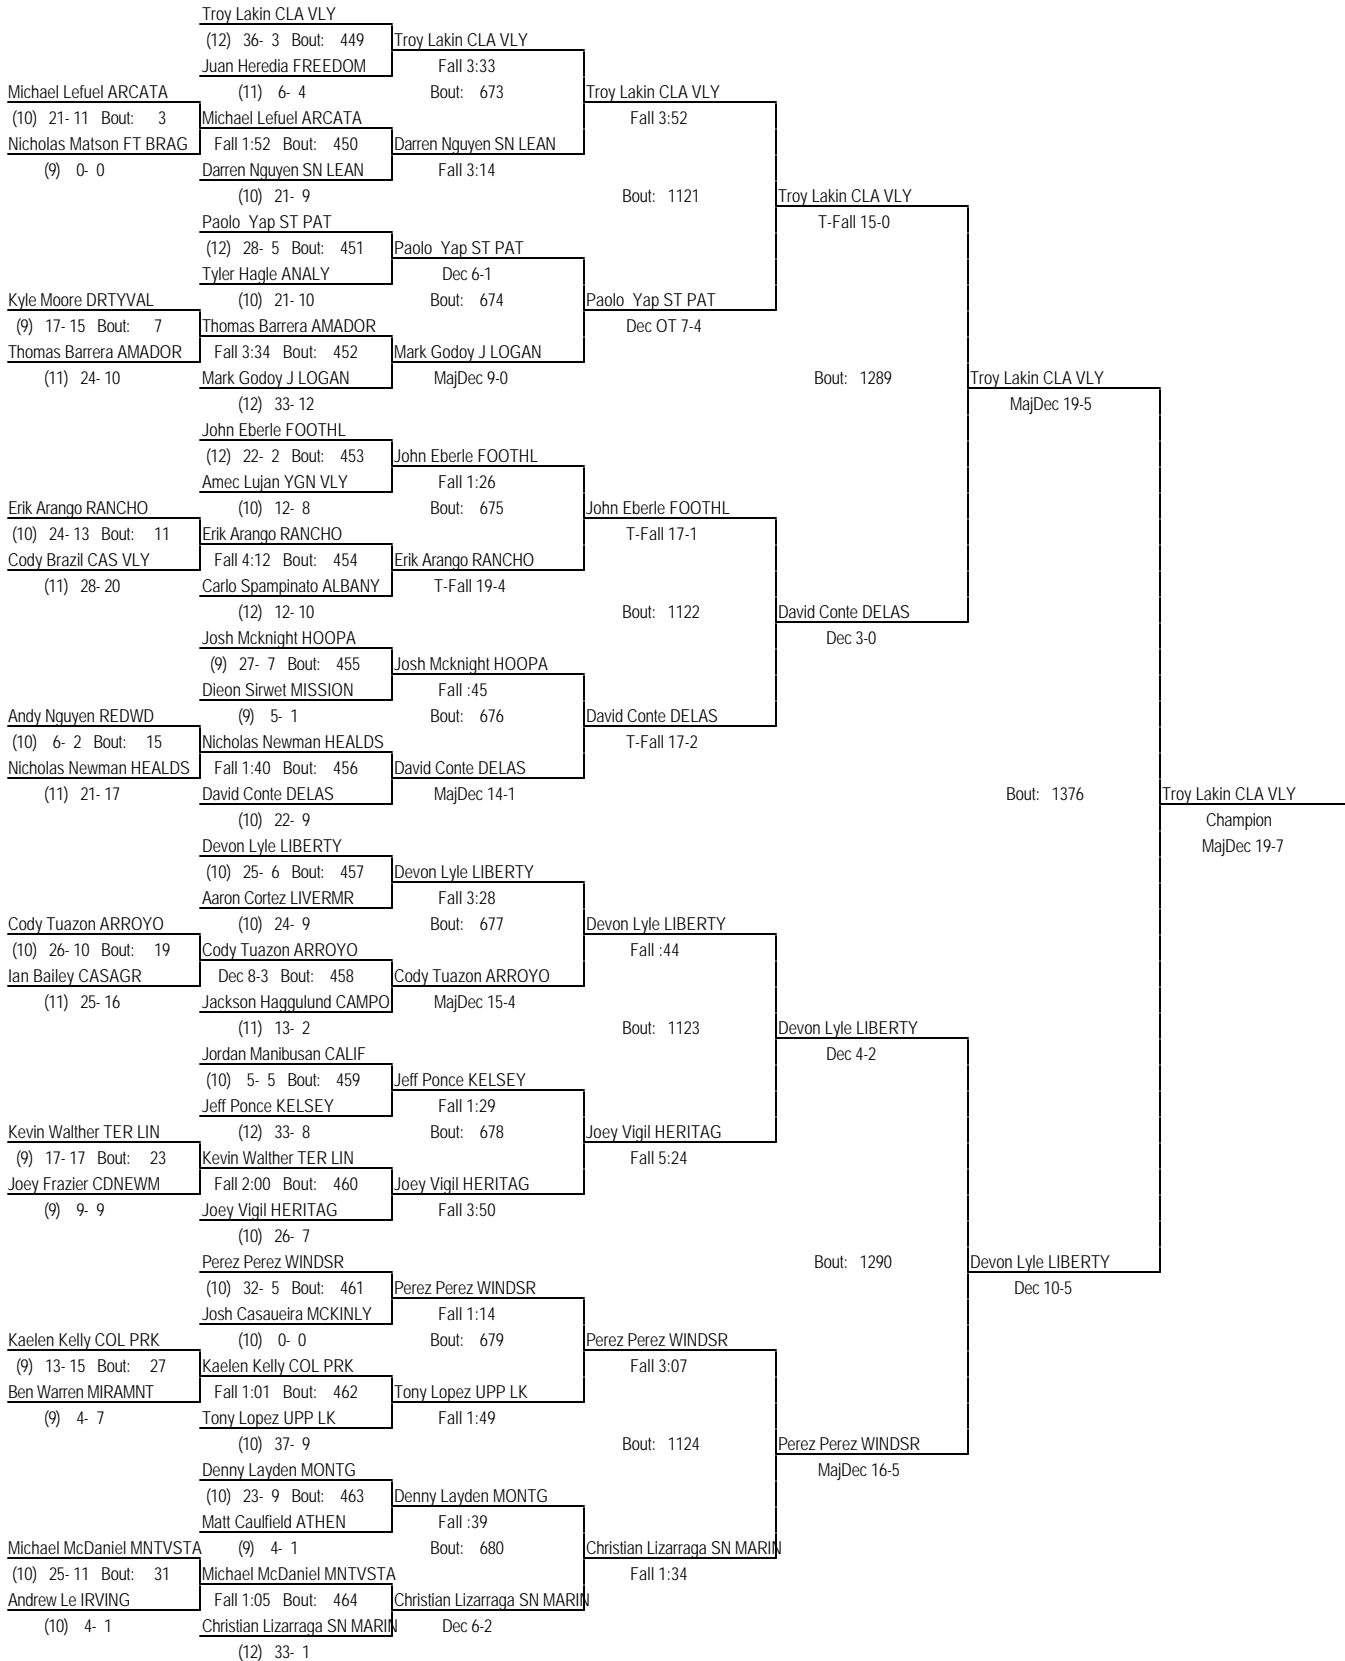 Troy Lakin CLA VLY
(12) 36- 3 Bout: 449 Troy Lakin CLA VLY
Juan Heredia FREEDOM Fall 3:33
Michael Lefuel ARCATA (11) 6- 4 Bout: 673 Troy Lakin CLA VLY
(10) 21- 11 Bout: 3 Michael Lefuel ARCATA Fall 3:52
Nicholas Matson FT BRAG Fall 1:52 Bout: 450 Darren Nguyen SN LEAN
(9) 0- 0 Darren Nguyen SN LEAN Fall 3:14
(10) 21- 9 Bout: 1121 Troy Lakin CLA VLY
Paolo Yap ST PAT T-Fall 15-0
(12) 28- 5 Bout: 451 Paolo Yap ST PAT
Tyler Hagle ANALY Dec 6-1
Kyle Moore DRTYVAL (10) 21- 10 Bout: 674 Paolo Yap ST PAT
(9) 17- 15 Bout: 7 Thomas Barrera AMADOR Dec OT 7-4
Thomas Barrera AMADOR Fall 3:34 Bout: 452 Mark Godoy J LOGAN
(11) 24- 10 Mark Godoy J LOGAN MajDec 9-0 Bout: 1289 Troy Lakin CLA VLY
(12) 33- 12 MajDec 19-5
John Eberle FOOTHL
(12) 22- 2 Bout: 453 John Eberle FOOTHL
Amec Lujan YGN VLY Fall 1:26
Erik Arango RANCHO (10) 12- 8 Bout: 675 John Eberle FOOTHL
(10) 24- 13 Bout: 11 Erik Arango RANCHO T-Fall 17-1
Cody Brazil CAS VLY Fall 4:12 Bout: 454 Erik Arango RANCHO
(11) 28- 20 Carlo Spampinato ALBANY T-Fall 19-4
(12) 12- 10 Bout: 1122 David Conte DELAS
Josh Mcknight HOOPA Dec 3-0
(9) 27- 7 Bout: 455 Josh Mcknight HOOPA
Dieon Sirwet MISSION Fall :45
Andy Nguyen REDWD (9) 5- 1 Bout: 676 David Conte DELAS
(10) 6- 2 Bout: 15 Nicholas Newman HEALDS T-Fall 17-2
Nicholas Newman HEALDS Fall 1:40 Bout: 456 David Conte DELAS
(11) 21- 17 David Conte DELAS MajDec 14-1 Bout: 1376 Troy Lakin CLA VLY
(10) 22- 9 Champion
Devon Lyle LIBERTY MajDec 19-7
(10) 25- 6 Bout: 457 Devon Lyle LIBERTY
Aaron Cortez LIVERMR Fall 3:28
Cody Tuazon ARROYO (10) 24- 9 Bout: 677 Devon Lyle LIBERTY
(10) 26- 10 Bout: 19 Cody Tuazon ARROYO Fall :44
Ian Bailey CASAGR Dec 8-3 Bout: 458 Cody Tuazon ARROYO
(11) 25- 16 Jackson Haggulund CAMPO MajDec 15-4
(11) 13- 2 Bout: 1123 Devon Lyle LIBERTY
Jordan Manibusan CALIF Dec 4-2
(10) 5- 5 Bout: 459 Jeff Ponce KELSEY
Jeff Ponce KELSEY Fall 1:29
Kevin Walther TER LIN (12) 33- 8 Bout: 678 Joey Vigil HERITAG
(9) 17- 17 Bout: 23 Kevin Walther TER LIN Fall 5:24
Joey Frazier CDNEWM Fall 2:00 Bout: 460 Joey Vigil HERITAG
(9) 9- 9 Joey Vigil HERITAG Fall 3:50
(10) 26- 7
Perez Perez WINDSR Bout: 1290 Devon Lyle LIBERTY
(10) 32- 5 Bout: 461 Perez Perez WINDSR Dec 10-5
Josh Casaueira MCKINLY Fall 1:14
Kaelen Kelly COL PRK (10) 0- 0 Bout: 679 Perez Perez WINDSR
(9) 13- 15 Bout: 27 Kaelen Kelly COL PRK Fall 3:07
Ben Warren MIRAMNT Fall 1:01 Bout: 462 Tony Lopez UPP LK
(9) 4- 7 Tony Lopez UPP LK Fall 1:49
(10) 37- 9 Bout: 1124 Perez Perez WINDSR
Denny Layden MONTG MajDec 16-5
(10) 23- 9 Bout: 463 Denny Layden MONTG
Matt Caulfield ATHEN Fall :39
Michael McDaniel MNTVSTA (9) 4- 1 Bout: 680 Christian Lizarraga SN MARIN
(10) 25- 11 Bout: 31 Michael McDaniel MNTVSTA Fall 1:34
Andrew Le IRVING Fall 1:05 Bout: 464 Christian Lizarraga SN MARIN
(10) 4- 1 Christian Lizarraga SN MARIN Dec 6-2
(12) 33- 1